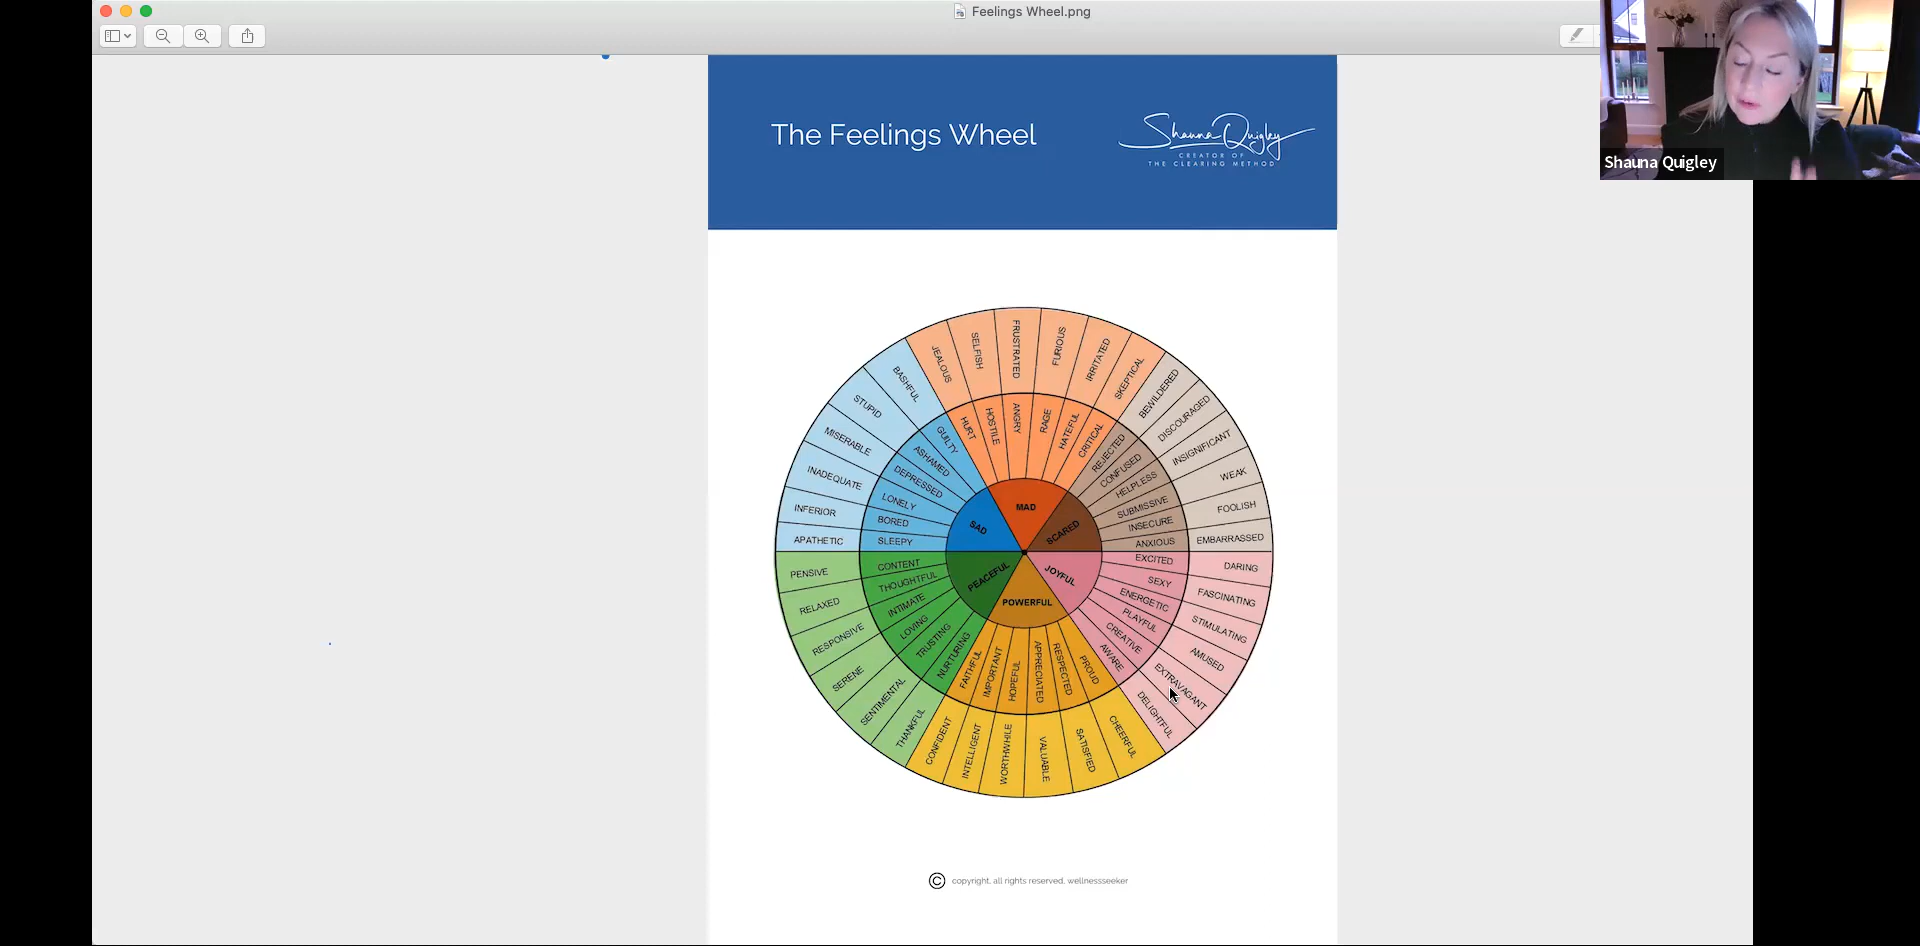 Feelings Wheel.png
Shauna Quigley
The Feelings Wheel
Shauna Quigley
CREATOR OF
THE CLEARING METHOD
MAD
HURT
HOSTILE
ANGRY
RAGE
HATEFUL
CRITICAL
JEALOUS
SELFISH
FRUSTRATED
FURIOUS
IRRITATED
SKEPTICAL
SCARED
REJECTED
CONFUSED
HELPLESS
SUBMISSIVE
INSECURE
ANXIOUS
BEWILDERED
DISCOURAGED
INSIGNIFICANT
WEAK
FOOLISH
EMBARRASSED
JOYFUL
EXCITED
SEXY
ENERGETIC
PLAYFUL
CREATIVE
AWARE
DARING
FASCINATING
STIMULATING
AMUSED
EXTRAVAGANT
DELIGHTFUL
POWERFUL
PROUD
RESPECTED
APPRECIATED
HOPEFUL
IMPORTANT
FAITHFUL
CHEERFUL
SATISFIED
VALUABLE
WORTHWHILE
INTELLIGENT
CONFIDENT
PEACEFUL
NURTURING
TRUSTING
LOVING
INTIMATE
THOUGHTFUL
CONTENT
THANKFUL
SENTIMENTAL
SERENE
RESPONSIVE
RELAXED
PENSIVE
SAD
SLEEPY
BORED
LONELY
DEPRESSED
ASHAMED
GUILTY
APATHETIC
INFERIOR
INADEQUATE
MISERABLE
STUPID
BASHFUL
© copyright, all rights reserved, wellnessseeker